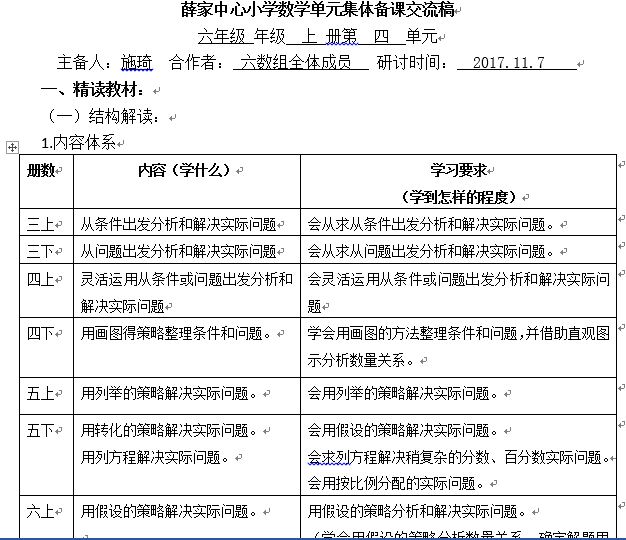 薛家中心小学数学单元集体备课交流稿
六年级 年级 上 册第 四 单元
主备人：施琦 合作者：六数组全体成员 研讨时间：2017.11.7
一、精读教材：
（一）结构解读：
1.内容体系
册数 内容（学什么） 学习要求
（学到怎样的程度）
三上 从条件出发分析和解决实际问题 会从求从条件出发分析和解决实际问题。
三下 从问题出发分析和解决实际问题 会从求从问题出发分析和解决实际问题。
四上 灵活运用从条件或问题出发分析和 会灵活运用从条件或问题出发分析和解决实际问
解决实际问题 题
四下 用画图得策略整理条件和问题。 学会用画图的方法整理条件和问题,并借助直观图
示分析数量关系。
五上 用列举的策略解决实际问题。 会用列举的策略解决实际问题。
五下 用转化的策略解决实际问题。 会用假设的策略解决实际问题。
用列方程解决实际问题。 会求列方程解决稍复杂的分数、百分数实际问题。
会用按比例分配的实际问题。
六上 用假设的策略解决实际问题。 用假设的策略分析和解决实际问题。
（学会用假设的策略分析数量关系，确定解题思